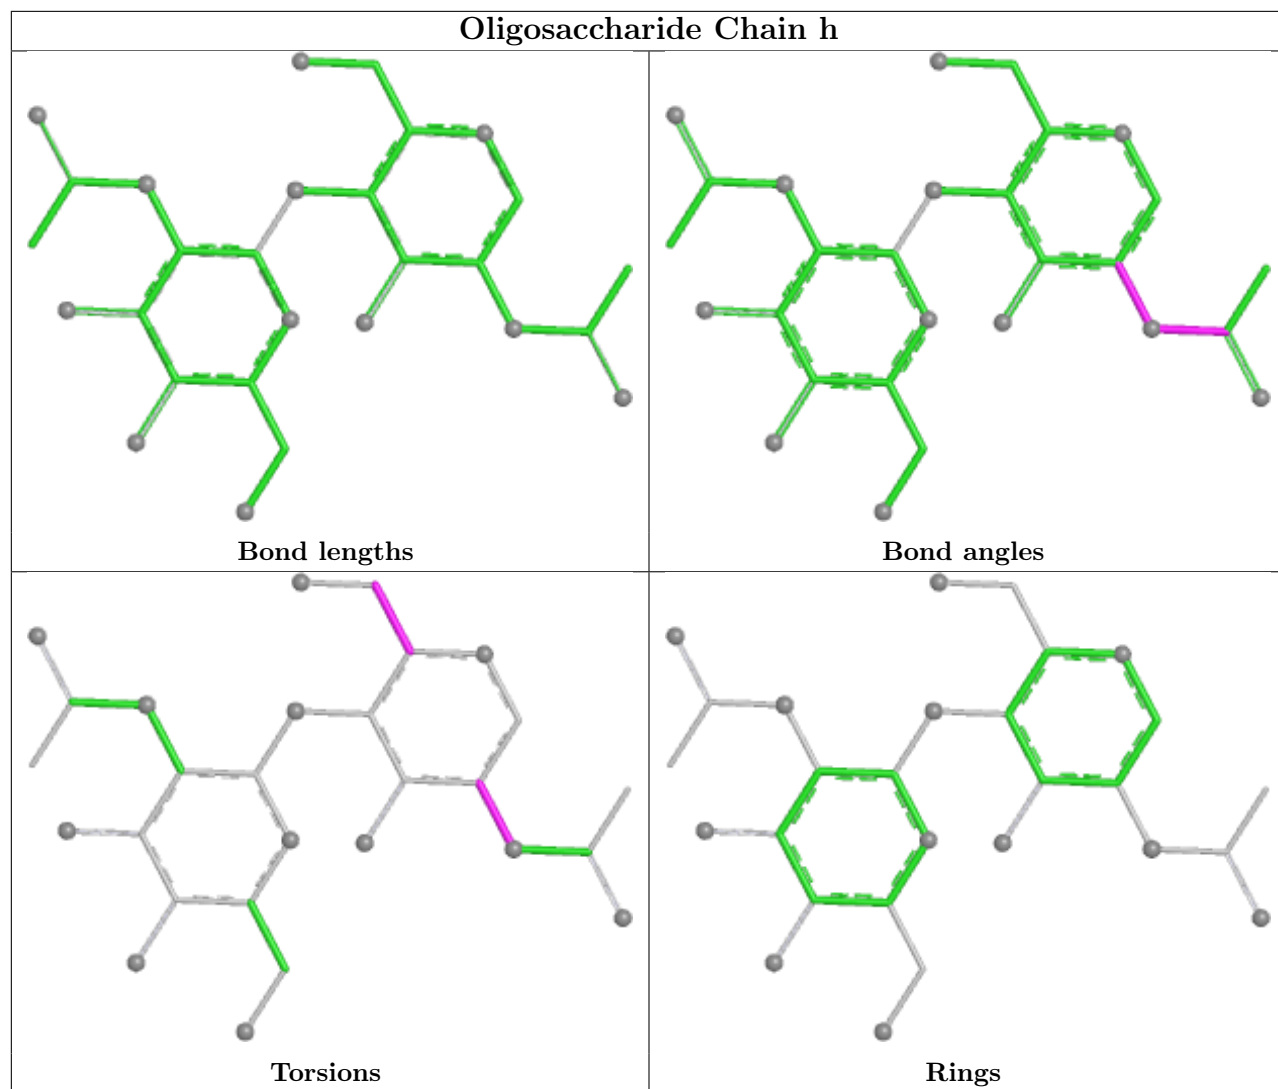 Oligosaccharide Chain h
Bond lengths
Bond angles
Torsions
Rings